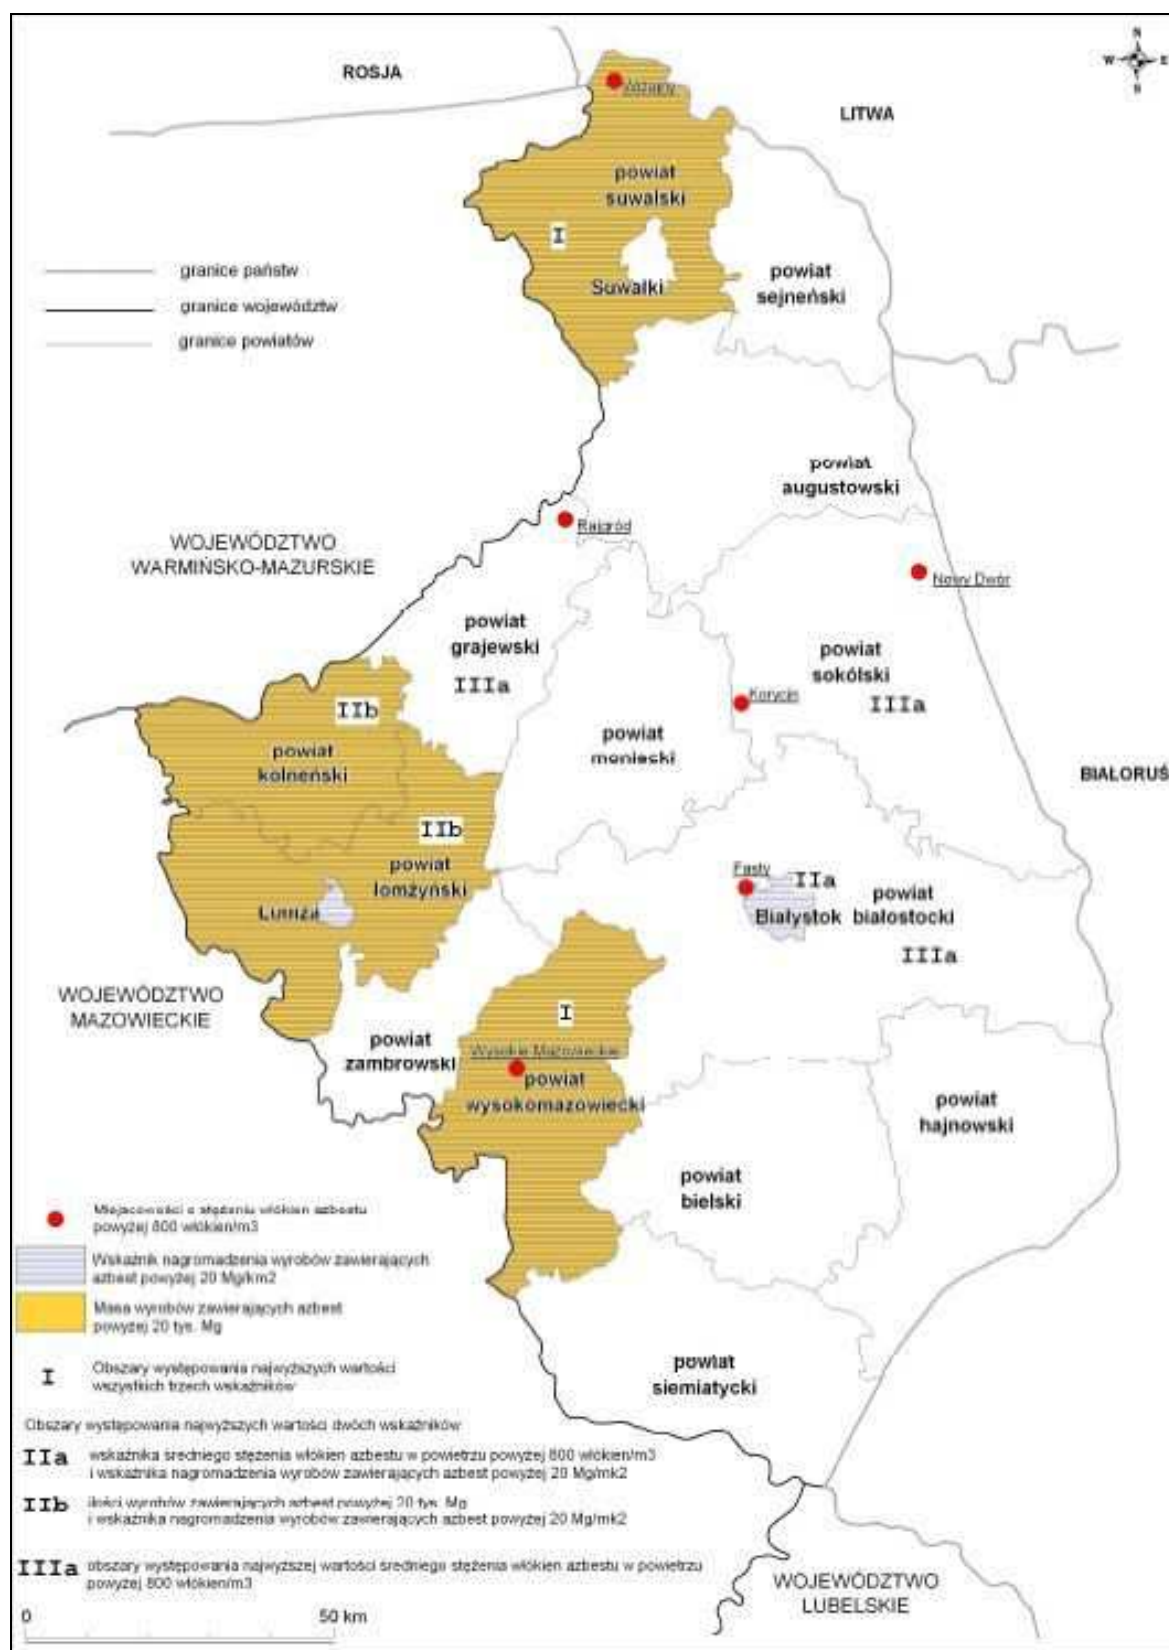 N
W
E
S
ROSJA
LITWA
Wiżajny
powiat
suwalski
I
Suwałki
powiat
sejneński
granice państw
granice województw
granice powiatów
powiat
augustowski
Rajgród
WOJEWÓDZTWO
WARMIŃSKO-MAZURSKIE
Nowy Dwór
powiat
grajewski
IIIa
powiat
sokólski
IIIa
Korycin
IIb
powiat
kolneński
powiat
moniecki
BIAŁORUŚ
IIb
powiat
łomżyński
Łomża
Fasty
IIa
Białystok
powiat
białostocki
IIIa
WOJEWÓDZTWO
MAZOWIECKIE
I
powiat
zambrowski
Wysokie Mazowieckie
powiat
wysokomazowiecki
powiat
hajnowski
powiat
bielski
Miejscowości o stężeniu włókien azbestu
powyżej 800 włókien/m3
Wskaźnik nagromadzenia wyrobów zawierających
azbest powyżej 20 Mg/km2
Masa wyrobów zawierających azbest
powyżej 20 tys. Mg
I
Obszary występowania najwyższych wartości
wszystkich trzech wskaźników
powiat
siemiatycki
Obszary występowania najwyższych wartości dwóch wskaźników
IIa
wskaźnika średniego stężenia włókien azbestu w powietrzu powyżej 800 włókien/m3
i wskaźnika nagromadzenia wyrobów zawierających azbest powyżej 20 Mg/mk2
IIb
ilości wyrobów zawierających azbest powyżej 20 tys. Mg
i wskaźnika nagromadzenia wyrobów zawierających azbest powyżej 20 Mg/mk2
IIIa
obszary występowania najwyższej wartości średniego stężenia włókien azbestu w powietrzu
powyżej 800 włókien/m3
WOJEWÓDZTWO
LUBELSKIE
0
50 km